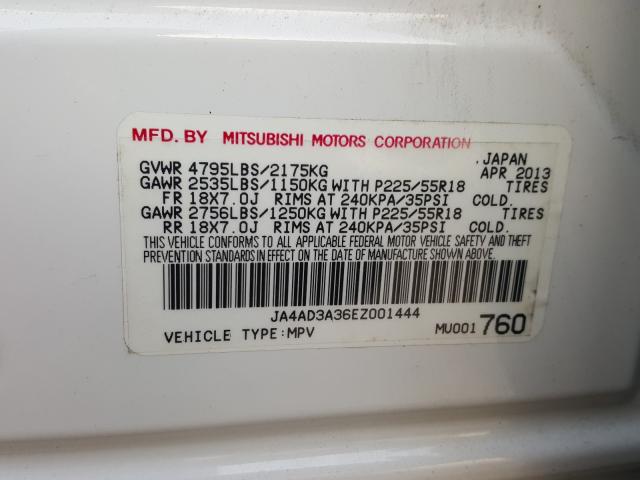 MFD. BY MITSUBISHI MOTORS CORPORATION
, JAPAN
GVWR 4795LBS/2175KG APR 2013
GAWR 2535LBS/1150KG WITH P225/55R18 TIRES
FR 18X7.0J RIMS AT 240KPA/35PSI COLD.
GAWR 2756LBS/1250KG WITH P225/55R18 TIRES
RR 18X7.0J RIMS AT 240KPA/35PSI COLD.
THIS VEHICLE CONFORMS TO ALL APPLICABLE FEDERAL MOTOR VEHICLE SAFETY AND THEFT
PREVENTION STANDARDS IN EFFECT ON THE DATE OF MANUFACTURE SHOWN ABOVE.
JA4AD3A36EZ001444
VEHICLE TYPE:MPV MU001760